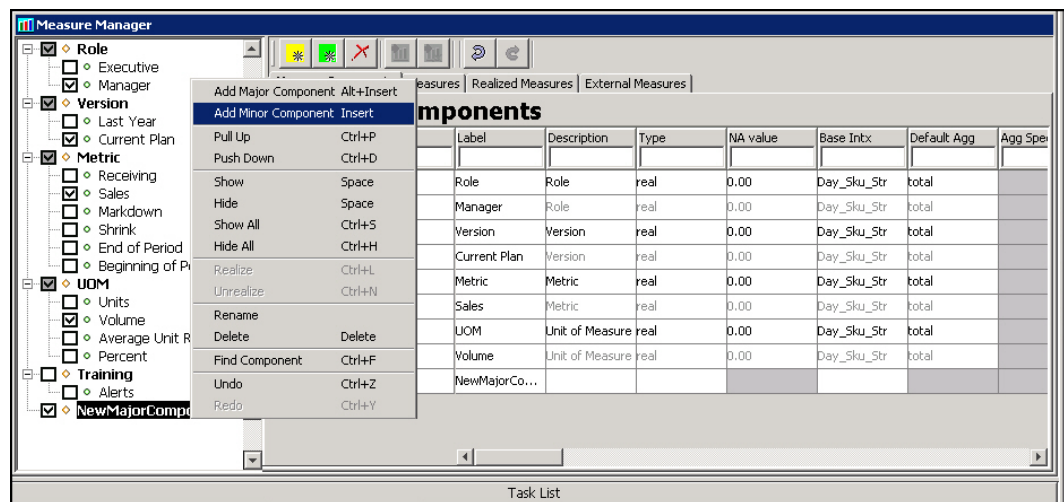 Measure Manager
Role
Executive
Manager
Version
Last Year
Current Plan
Metric
Receiving
Sales
Markdown
Shrink
End of Period
Beginning of
UOM
Units
Volume
Average Unit
Percent
Training
Alerts
NewMajorCompo
Add Major Component Alt+Insert
Add Minor Component Insert
Pull Up Ctrl+P
Push Down Ctrl+D
Show Space
Hide Space
Show All Ctrl+S
Hide All Ctrl+H
Realize Ctrl+L
Unrealize Ctrl+N
Rename
Delete Delete
Find Component Ctrl+F
Undo Ctrl+Z
Redo Ctrl+Y
easures Realized Measures External Measures
mponents
Label Description Type NA value Base Intx Default Agg Agg Spe
Role Role real 0.00 Day_Sku_Str total
Manager Role real 0.00 Day_Sku_Str total
Version Version real 0.00 Day_Sku_Str total
Current Plan Version real 0.00 Day_Sku_Str total
Metric Metric real 0.00 Day_Sku_Str total
Sales Metric real 0.00 Day_Sku_Str total
UOM Unit of Measure real 0.00 Day_Sku_Str total
Volume Unit of Measure real 0.00 Day_Sku_Str total
NewMajorCo...
Task List